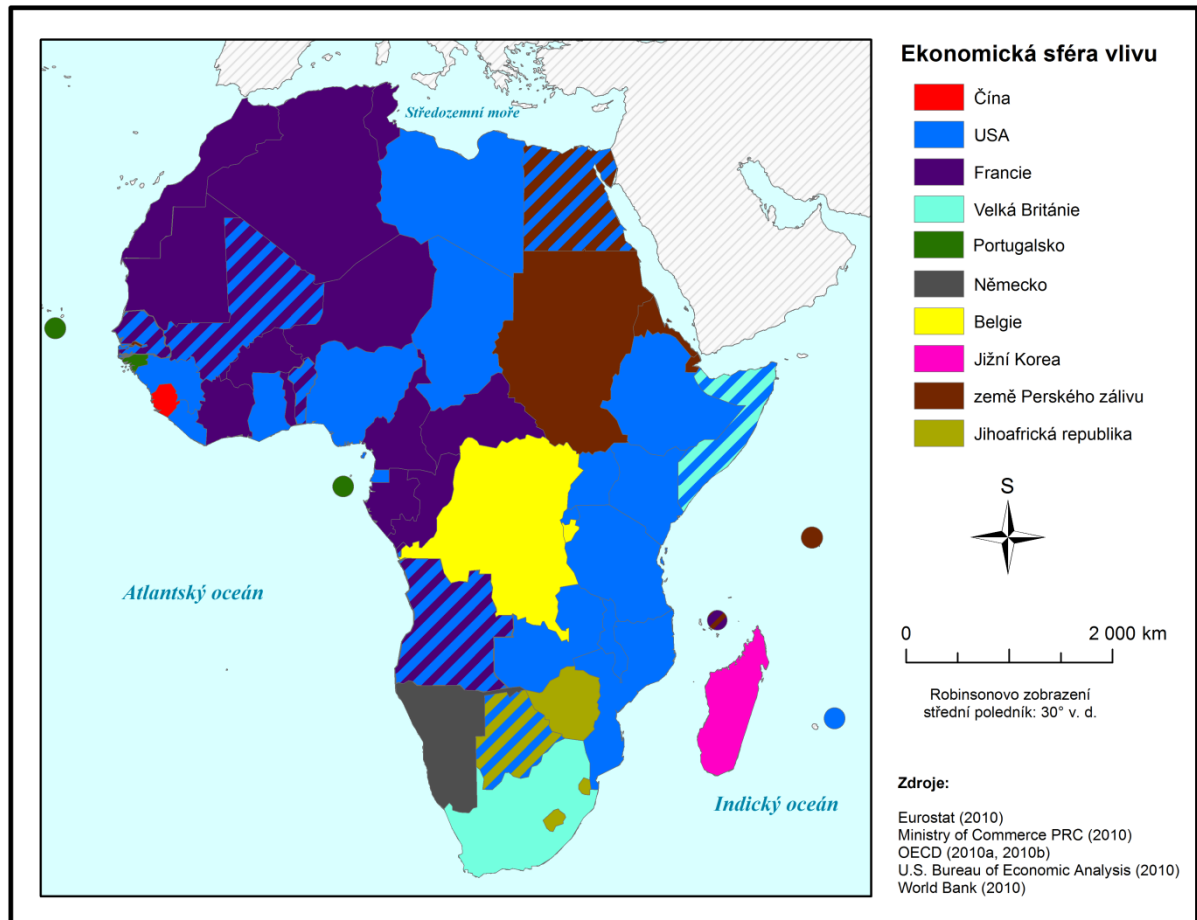 Ekonomická sféra vlivu
Čína
USA
Francie
Velká Británie
Portugalsko
Německo
Belgie
Jižní Korea
země Perského zálivu
Jihoafrická republika
Středozemní moře
Atlantský oceán
Indický oceán
S
0 2 000 km
Robinsonovo zobrazení
střední poledník: 30° v. d.
Zdroje:
Eurostat (2010)
Ministry of Commerce PRC (2010)
OECD (2010a, 2010b)
U.S. Bureau of Economic Analysis (2010)
World Bank (2010)